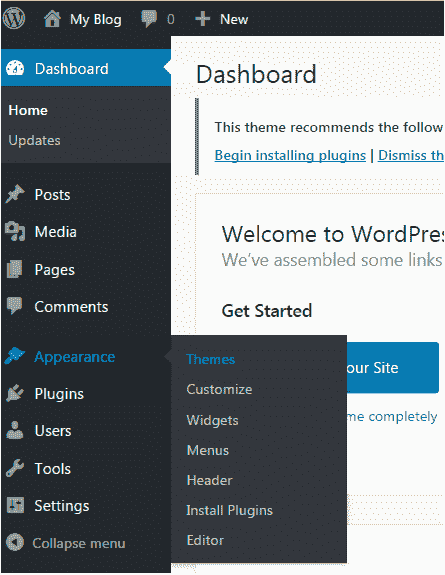 My Blog 0 New
Dashboard
Home
Updates
Posts
Media
Pages
Comments
Appearance
Plugins
Users
Tools
Settings
Collapse menu
Themes
Customize
Widgets
Menus
Header
Install Plugins
Editor
Dashboard
This theme recommends the follow
Begin installing plugins | Dismiss th
Welcome to WordPres
We've assembled some links
Get Started
our Site
me completely